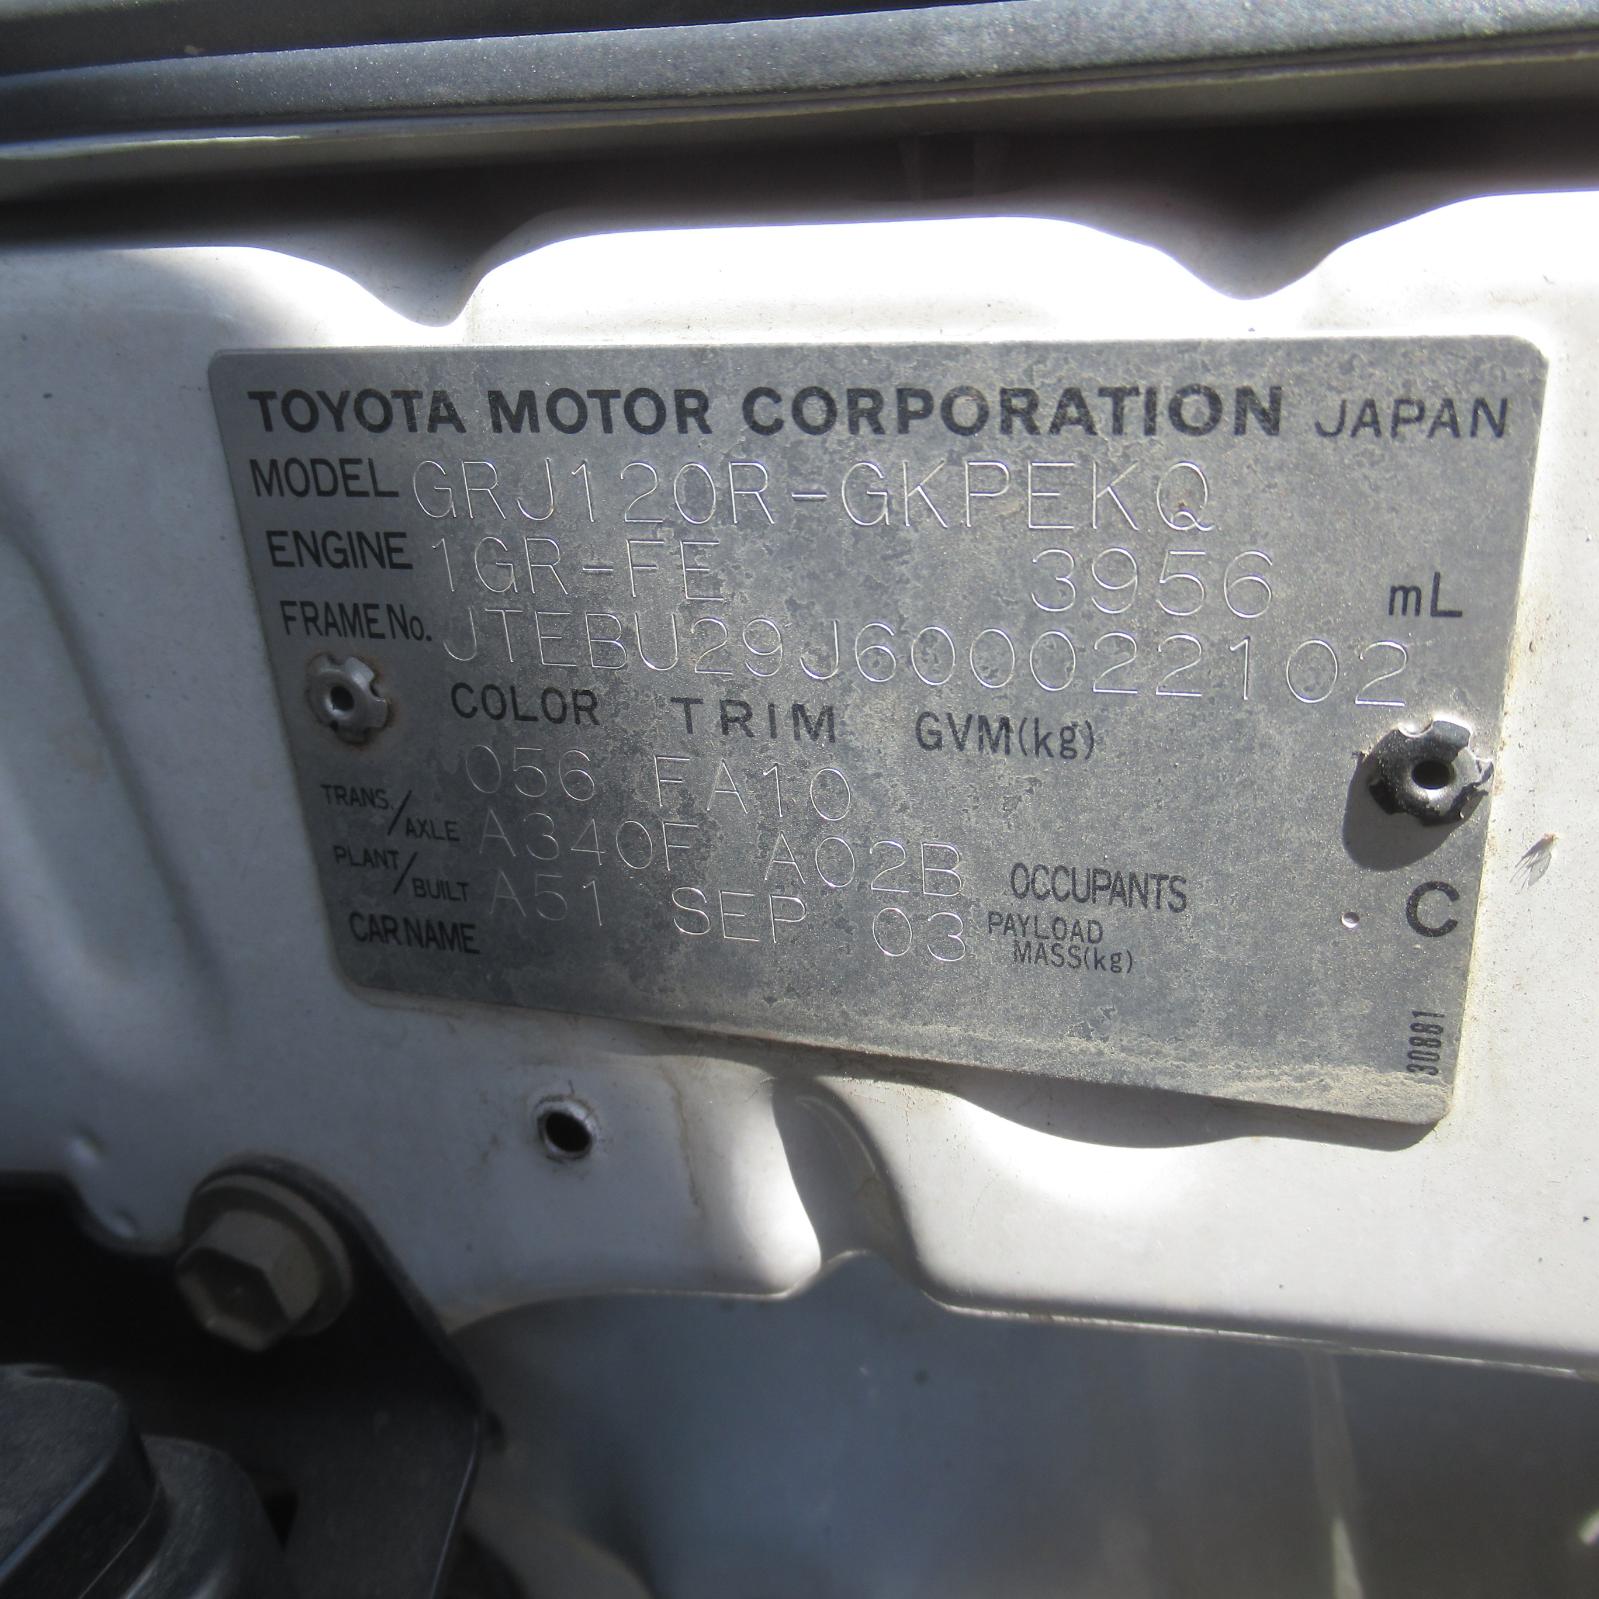 TOYOTA MOTOR CORPORATION JAPAN
MODEL GRJ120R-GKPEKQ
ENGINE 1GR-FE 3956 mL
FRAME No. JTEBU29J600022102
COLOR TRIM GVM(kg)
056 FA10
TRANS./AXLE A340F A02B
OCCUPANTS
PLANT/BUILT A51 SEP 03
PAYLOAD MASS(kg)
C
CAR NAME
30881